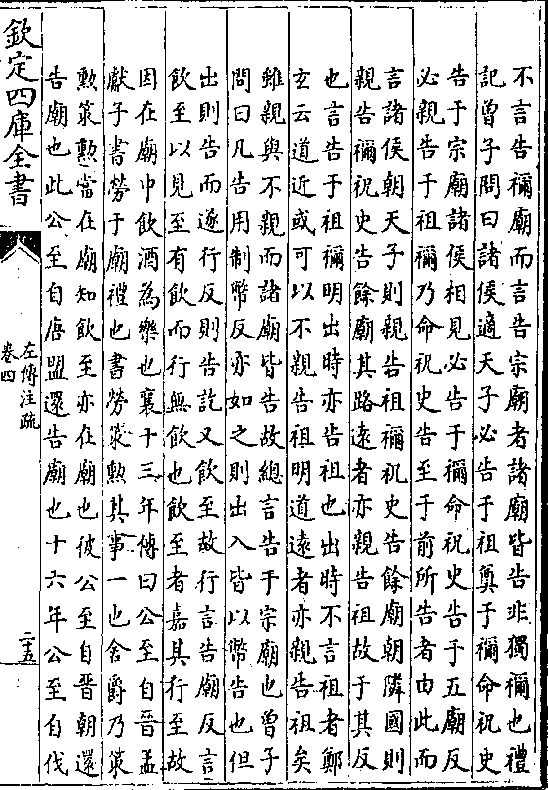 不言告禰廟而言告宗廟者諸廟皆告非獨禰也禮
記曾子問曰諸侯適天子必告于祖奠于禰命祝史
告于宗廟諸侯相見必告于禰命祝史告于五廟反
必親告于祖禰乃命祝史告至于前所告者由此而
言諸侯朝天子則親告祖禰祝史告餘廟朝隣國則
親告禰祝史告餘廟其路遠者亦親告祖故于其反
也言告于祖禰明出時亦告祖也出時不言祖者鄭
玄云道近或可以不親告祖明道遠者亦親告祖矣
雖親與不親而諸廟皆告故總言告于宗廟也曾子
問曰凡告用制幣反亦如之則出入皆以幣告也但
出則告而遂行反則告訖又飲至故行言告廟反言
飲至以見至有飲而行無飲也飲至者嘉其行至故
因在廟中飲酒為樂也襄十三年傳曰公至自晉孟
獻子書勞于廟禮也書勞䇿勲其事一也舍爵乃策
勲䇿勲當在廟知飲至亦在廟也彼公至自晉朝還
告廟也此公至自唐盟還告廟也十六年公至自伐
欽定四庫全書
左傳注疏
卷四
二五